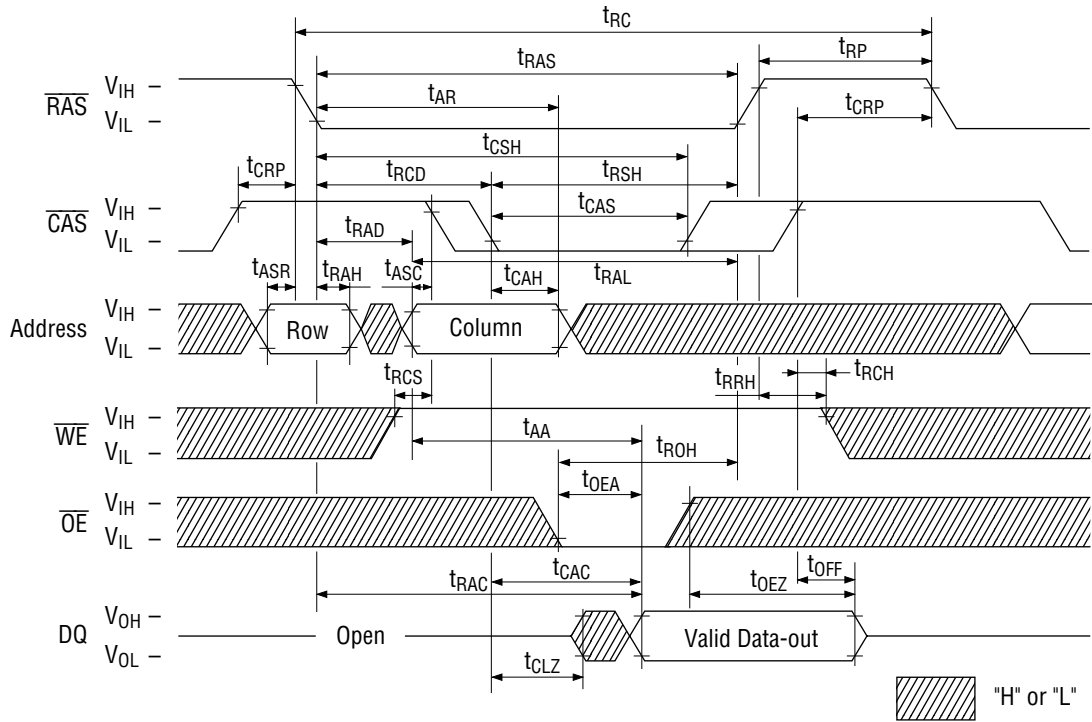 tRC
tRAS
tRP
RAS
VIH –
VIL –
tAR
tCRP
tCSH
tCRP
tRCD
tRSH
CAS
VIH –
VIL –
tCAS
tRAD
tRAL
tASR
tRAH
tASC
tCAH
Address
VIH –
VIL –
Row
Column
tRCS
tRRH
tRCH
WE
VIH –
VIL –
tAA
tROH
tOEA
OE
VIH –
VIL –
tCAC
tRAC
tOEZ
tOFF
DQ
VOH –
VOL –
Open
Valid Data-out
tCLZ
"H" or "L"